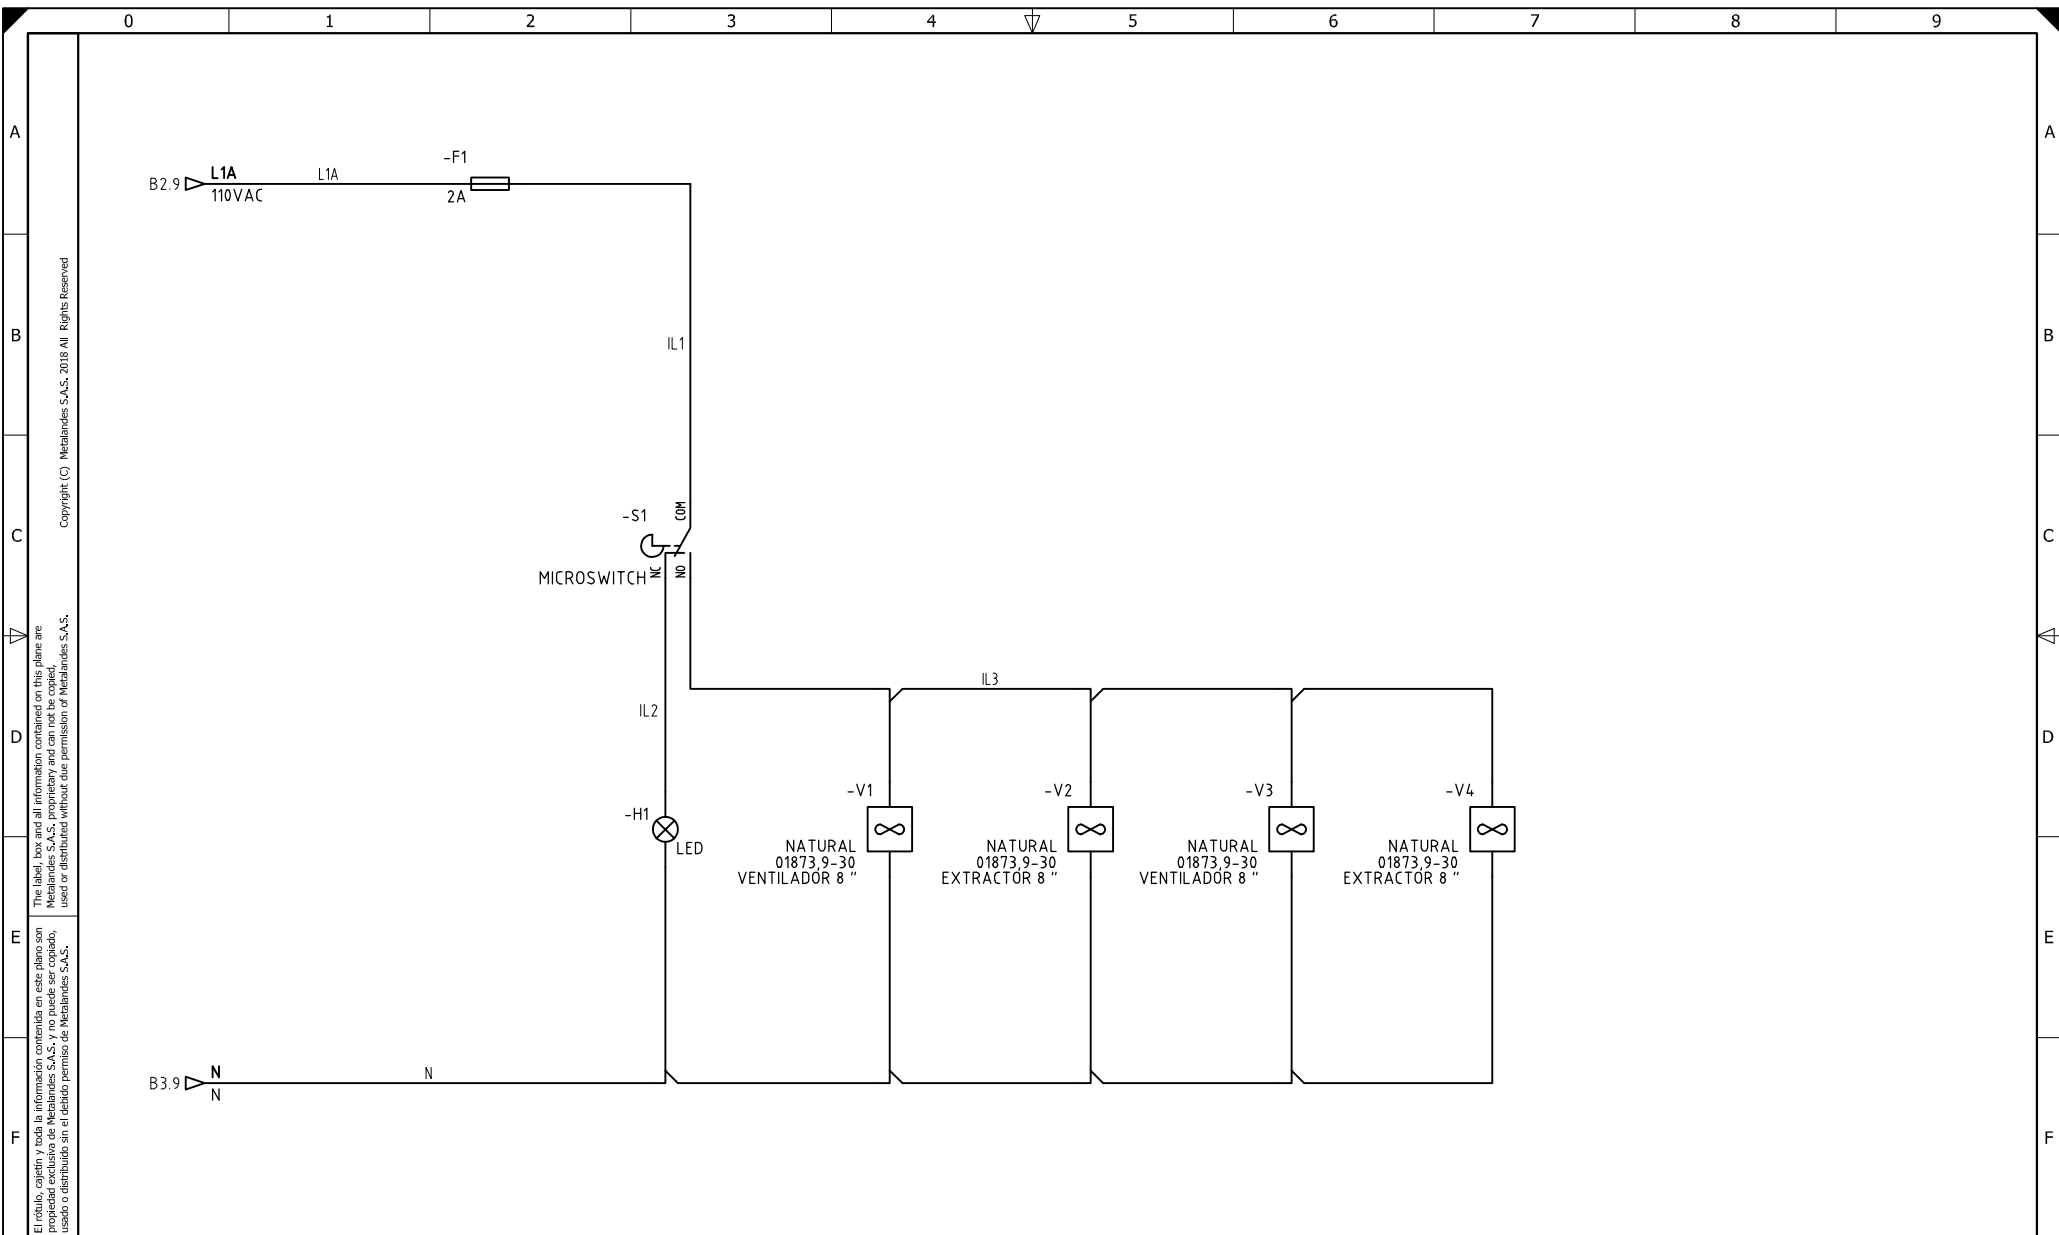 0 1 2 3 4 5 6 7 8 9
A A
-F1
B2.9 L1A L1A
110VAC 2A
B B
IL1
C C
-S1 COM
MICROSWITCH NC NO
IL3
IL2
D D
-V1 -V2 -V3 -V4
-H1
LED
NATURAL NATURAL NATURAL NATURAL
01873,9-30 01873,9-30 01873,9-30 01873,9-30
VENTILADOR 8 " EXTRACTOR 8 " VENTILADOR 8 " EXTRACTOR 8 "
E E
B3.9 N N
N
F F
Copyright (C) Metalandes S.A.S. 2018 All Rights Reserved
The label, box and all information contained on this plane are
Metalandes S.A.S. proprietary and can not be copied,
used or distributed without due permission of Metalandes S.A.S.
El rótulo, cajetín y toda la información contenida en este plano son
propiedad exclusiva de Metalandes S.A.S. y no puede ser copiado,
usado o distribuido sin el debido permiso de Metalandes S.A.S.